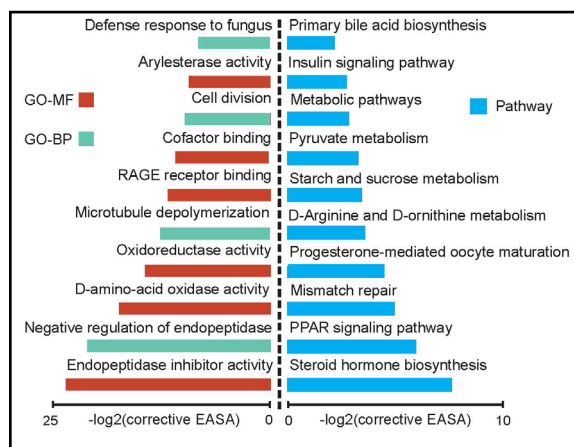 Defense response to fungus
Arylesterase activity
GO-MF
Cell division
GO-BP
Cofactor binding
RAGE receptor binding
Microtubule depolymerization
Oxidoreductase activity
D-amino-acid oxidase activity
Negative regulation of endopeptidase
Endopeptidase inhibitor activity
25 -log2(corrective EASA) 0
Primary bile acid biosynthesis
Insulin signaling pathway
Metabolic pathways
Pathway
Pyruvate metabolism
Starch and sucrose metabolism
D-Arginine and D-ornithine metabolism
Progesterone-mediated oocyte maturation
Mismatch repair
PPAR signaling pathway
Steroid hormone biosynthesis
0 -log2(corrective EASA) 10